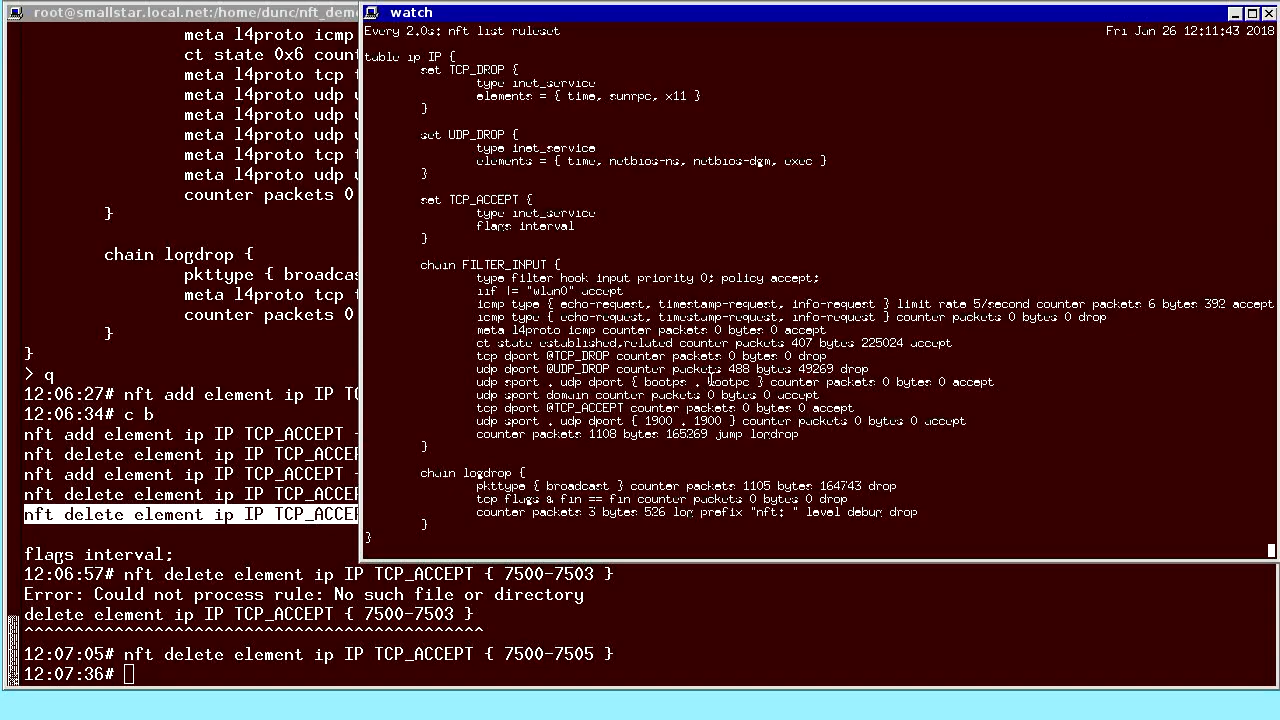 root@smallstar.local.net:/home/dunc/nft_dem
meta l4proto icmp
ct state 0x6 coun
meta l4proto tcp
meta l4proto udp
meta l4proto udp
meta l4proto udp
meta l4proto tcp
meta l4proto udp
counter packets 0
}
chain logdrop {
pkttype { broadcas
meta l4proto tcp
counter packets 0
}
}
> q
12:06:27# nft add element ip IP
12:06:34# c b
nft add element ip IP TCP_ACCEPT
nft delete element ip IP TCP_ACCE
nft add element ip IP TCP_ACCEPT
nft delete element ip IP TCP_ACCE
nft delete element ip IP TCP_ACCE
flags interval;
12:06:57# nft delete element ip IP TCP_ACCEPT { 7500-7503 }
Error: Could not process rule: No such file or directory
delete element ip IP TCP_ACCEPT { 7500-7503 }
^^^^^^^^^^^^^^^^^^^^^^^^^^^^^^^^^^^^^^^^^^^^^^
12:07:05# nft delete element ip IP TCP_ACCEPT { 7500-7505 }
12:07:36#
watch
Every 2.0s: nft list ruleset Fri Jun 26 12:11:43 2018
table ip IP {
set TCP_DROP {
type inet_service
elements = { time, sunrpc, x11 }
}
set UDP_DROP {
type inet_service
elements = { time, netbios-ns, netbios-dgm, exec }
}
set TCP_ACCEPT {
type inet_service
flags interval
}
chain FILTER_INPUT {
type filter hook input priority 0; policy accept;
iif != "wlan0" accept
icmp type { echo-request, timestamp-request, info-request } limit rate 5/second counter packets 6 bytes 392 accept
icmp type { echo-request, timestamp-request, info-request } counter packets 0 bytes 0 drop
meta l4proto icmp counter packets 0 bytes 0 accept
ct state established,related counter packets 407 bytes 225024 accept
tcp dport @TCP_DROP counter packets 0 bytes 0 drop
udp dport @UDP_DROP counter packets 488 bytes 49269 drop
udp sport . udp dport { bootps . bootpc } counter packets 0 bytes 0 accept
udp sport domain counter packets 0 bytes 0 accept
tcp dport @TCP_ACCEPT counter packets 0 bytes 0 accept
udp sport . udp dport { 1900 . 1900 } counter packets 0 bytes 0 accept
counter packets 1108 bytes 165269 jump logdrop
}
chain logdrop {
pkttype { broadcast } counter packets 1105 bytes 164743 drop
tcp flags & fin == fin counter packets 0 bytes 0 drop
counter packets 3 bytes 526 log prefix "nft: " level debug drop
}
}